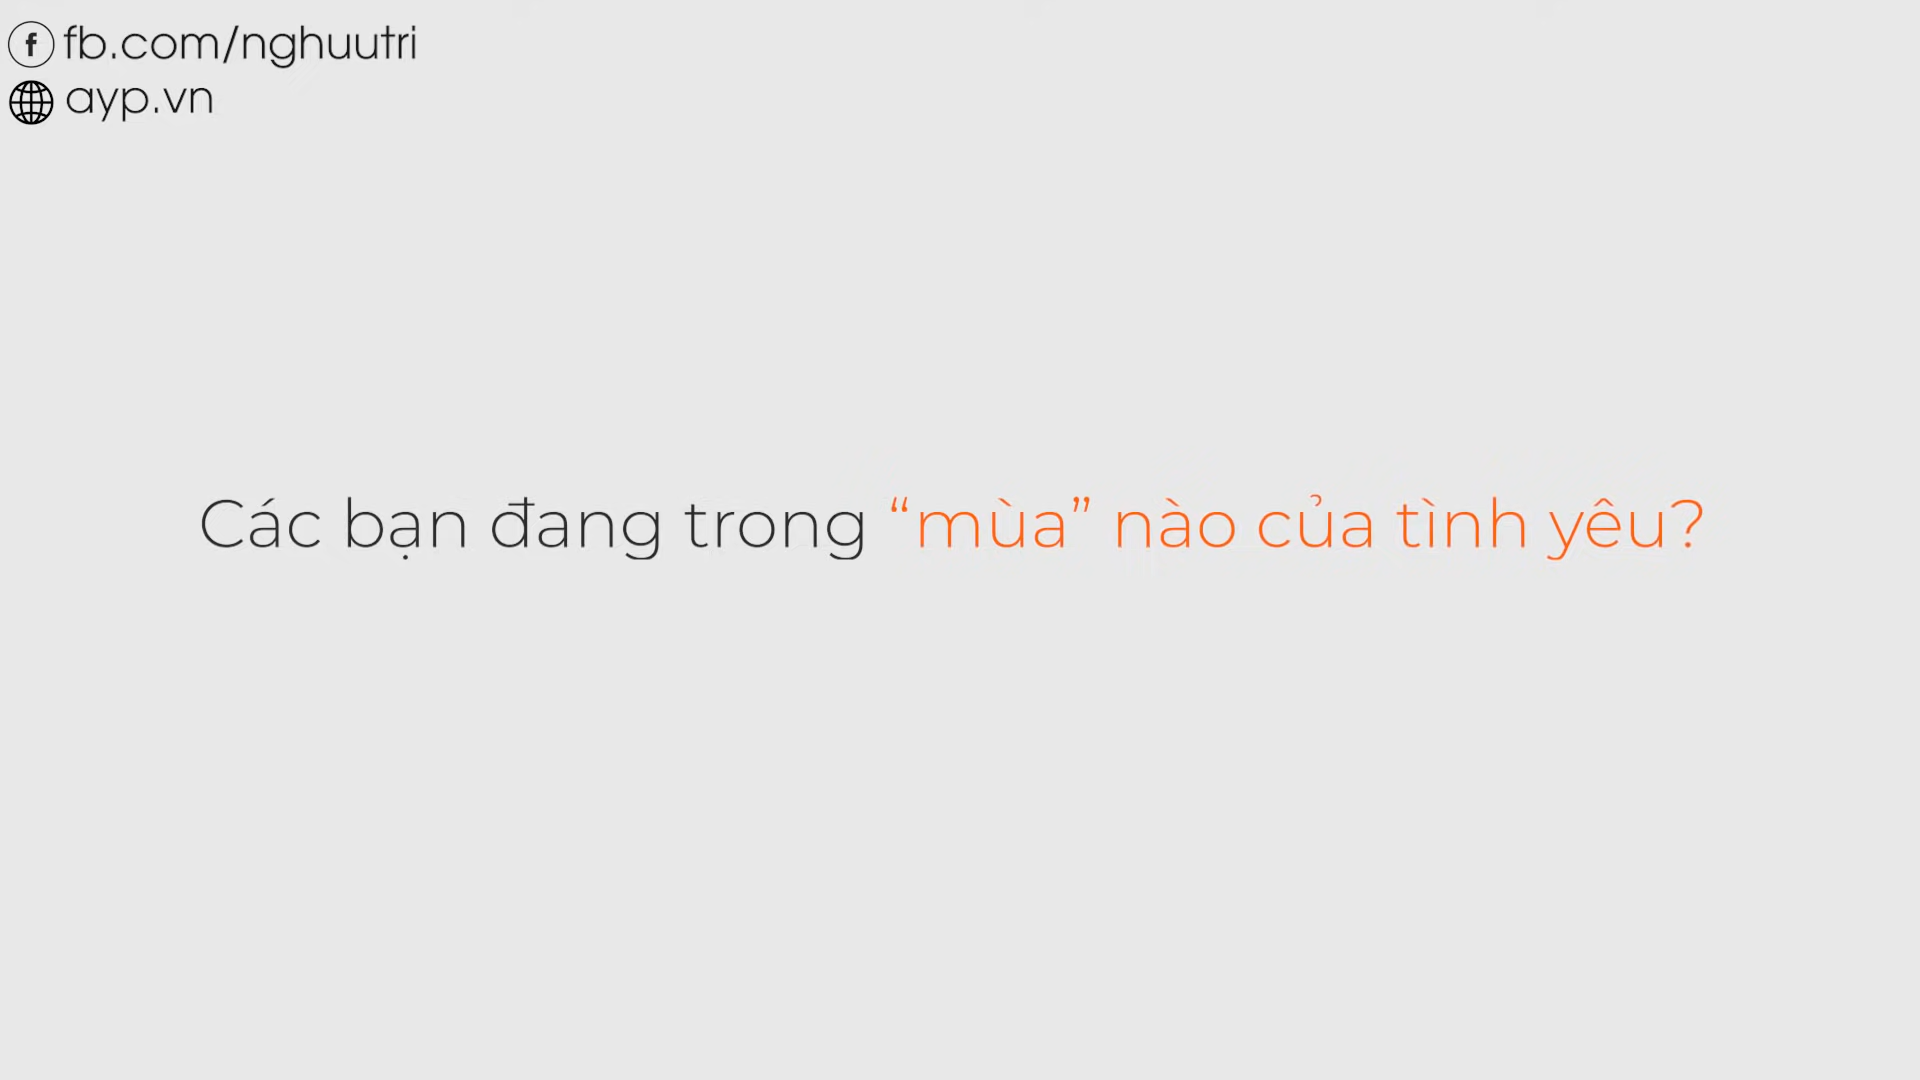 fb.com/nghuutri
ayp.vn
Các bạn đang trong “mùa” nào của tình yêu?